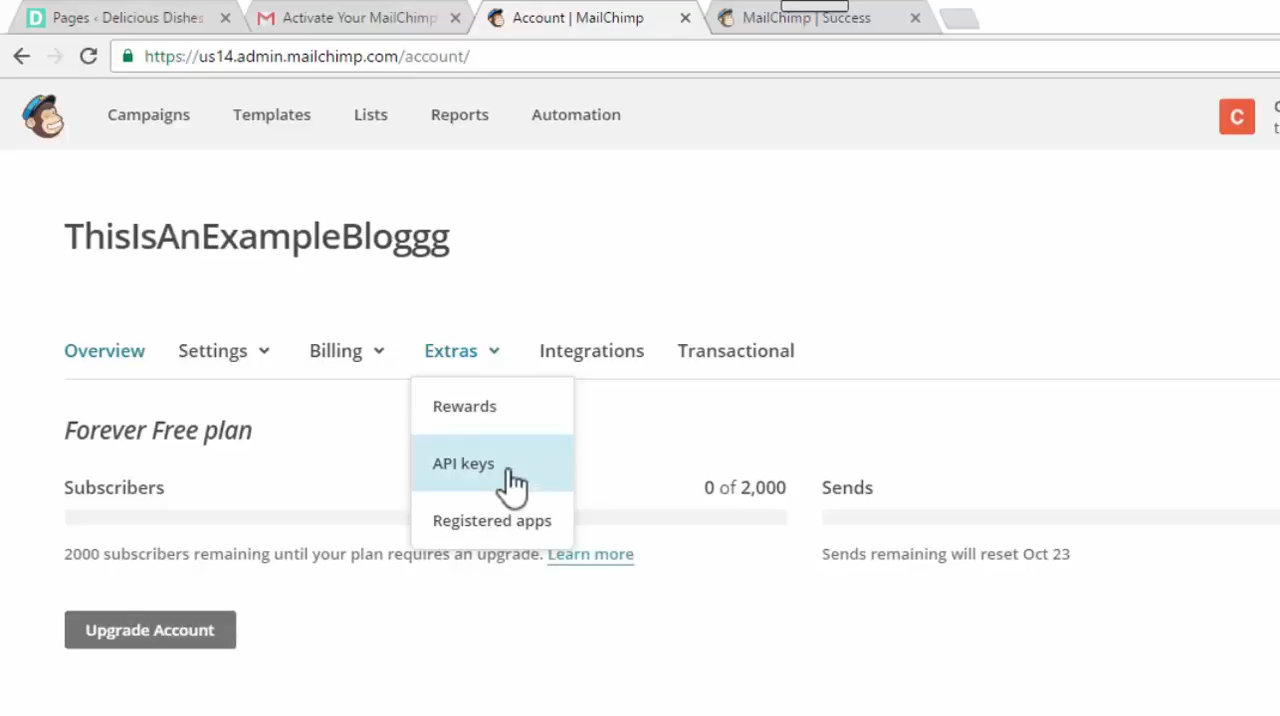 D Pages ‹ Delicious Dishes
Activate Your MailChimp
Account | MailChimp
MailChimp | Success
https://us14.admin.mailchimp.com/account/
Campaigns Templates Lists Reports Automation
C
ThisIsAnExampleBloggg
Overview Settings Billing Extras Integrations Transactional
Rewards
API keys
Registered apps
Forever Free plan
Subscribers 0 of 2,000
2000 subscribers remaining until your plan requires an upgrade. Learn more
Sends
Sends remaining will reset Oct 23
Upgrade Account